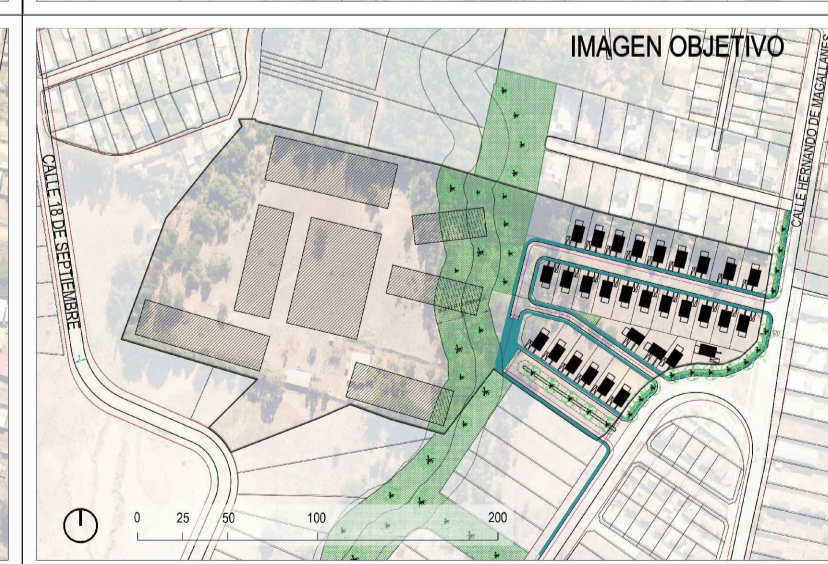 IMAGEN OBJETIVO
CALLE HERNANDO DE MAGALLANES
CALLE 18 DE SEPTIEMBRE
0 25 50 100 200